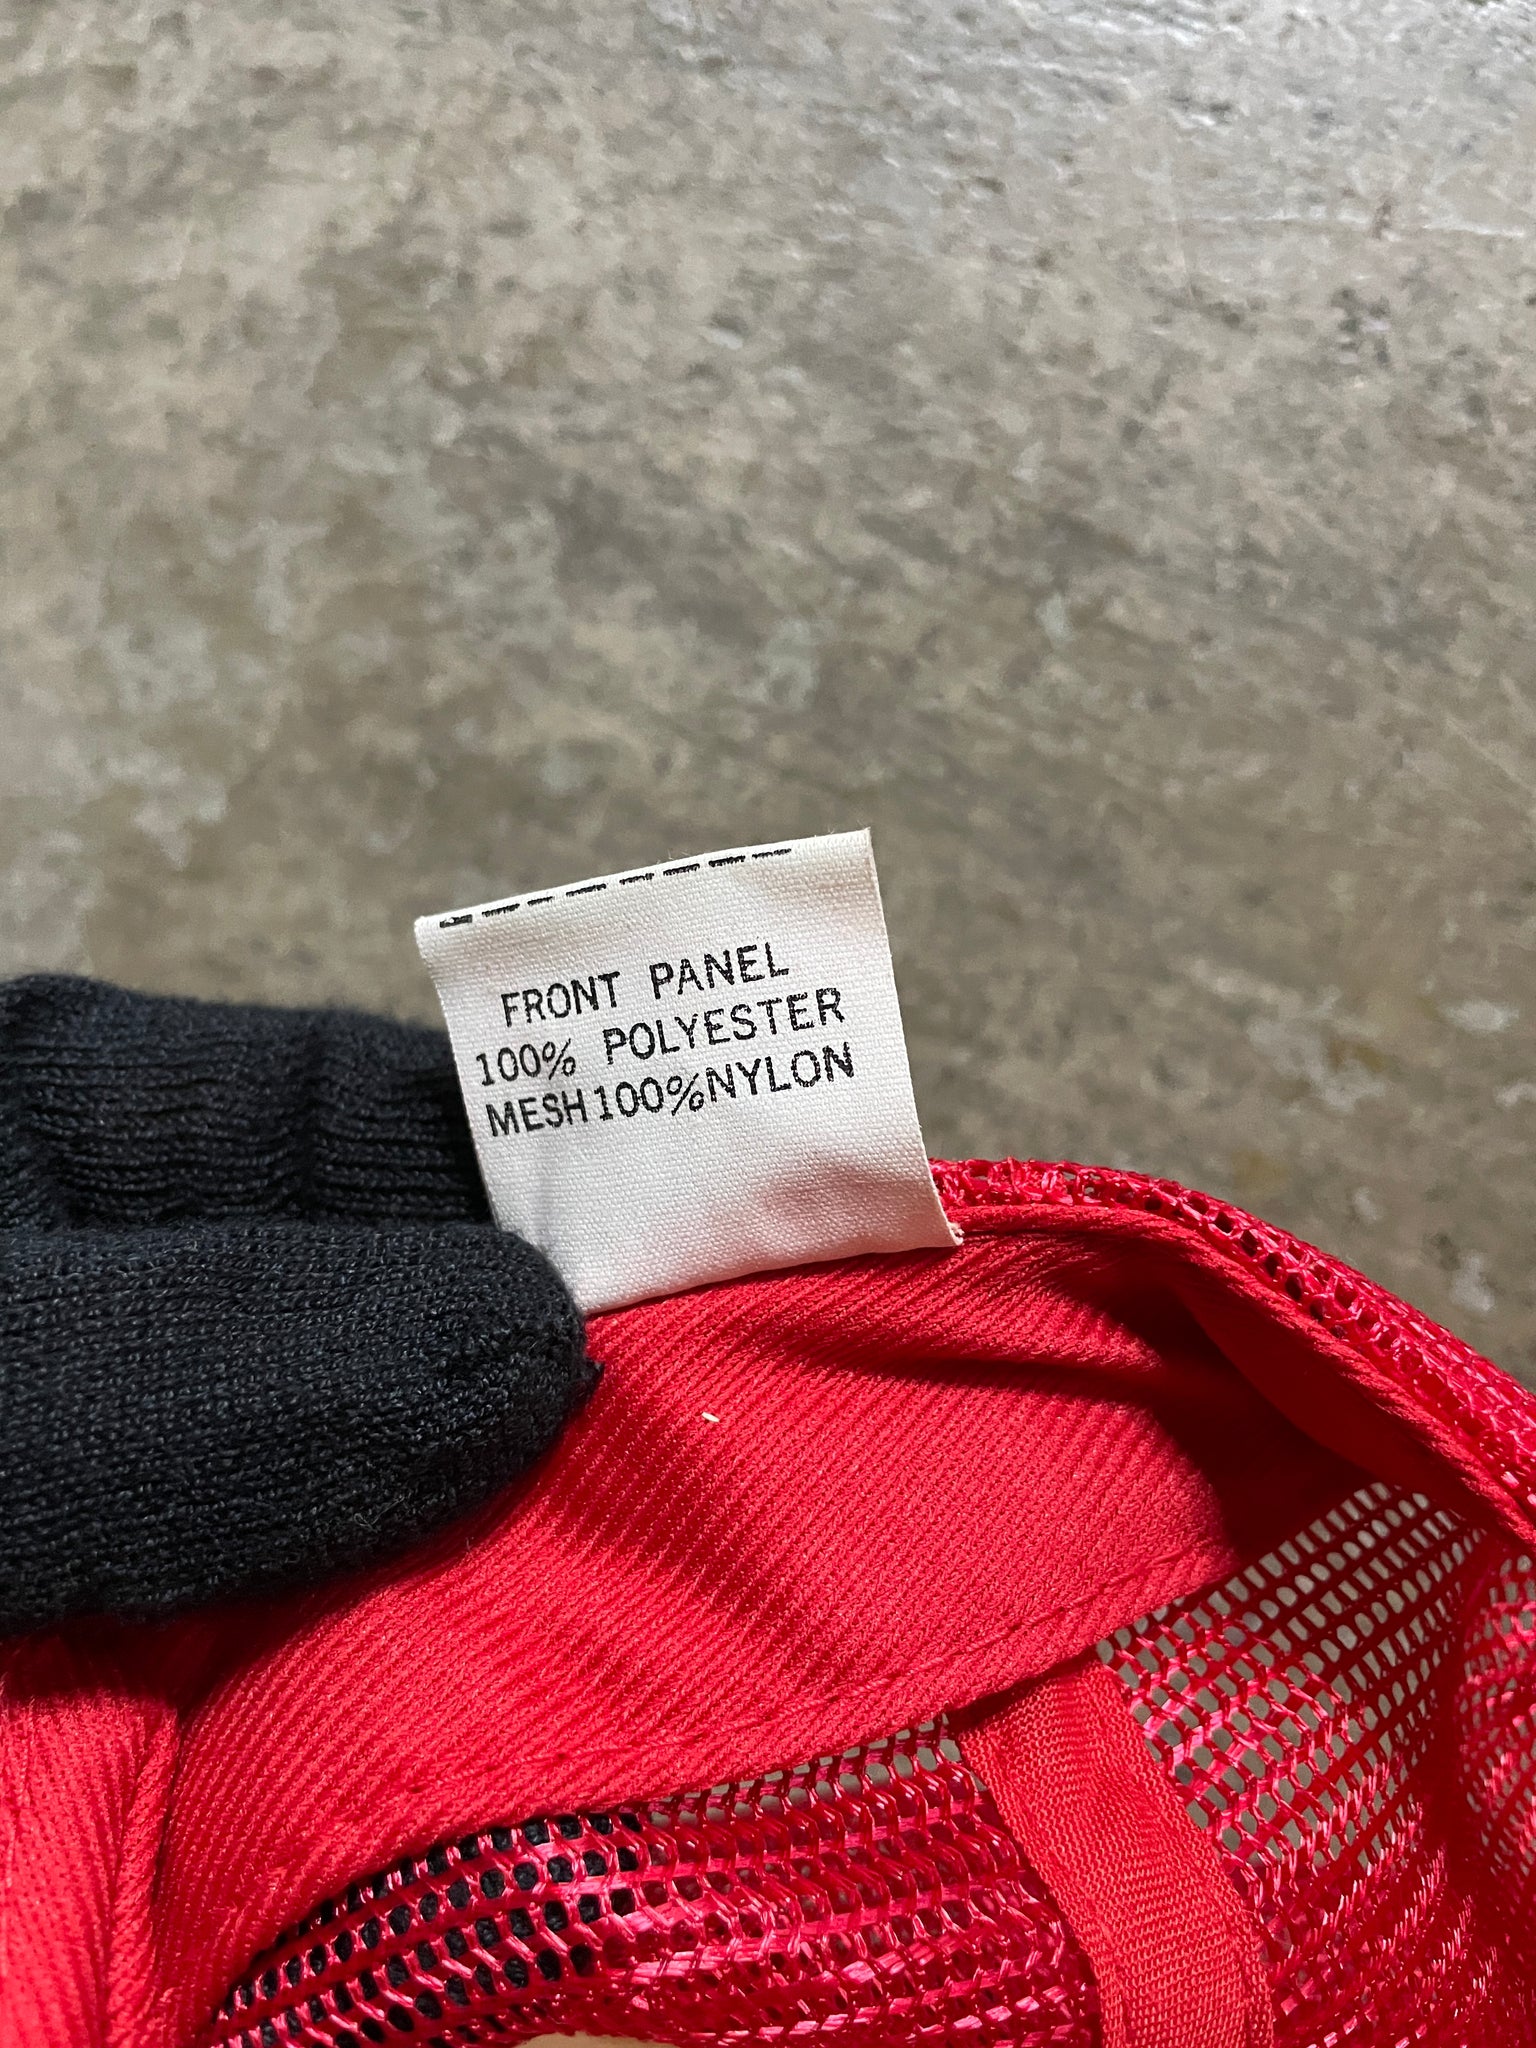 FRONT PANEL
100% POLYESTER
MESH 100% NYLON